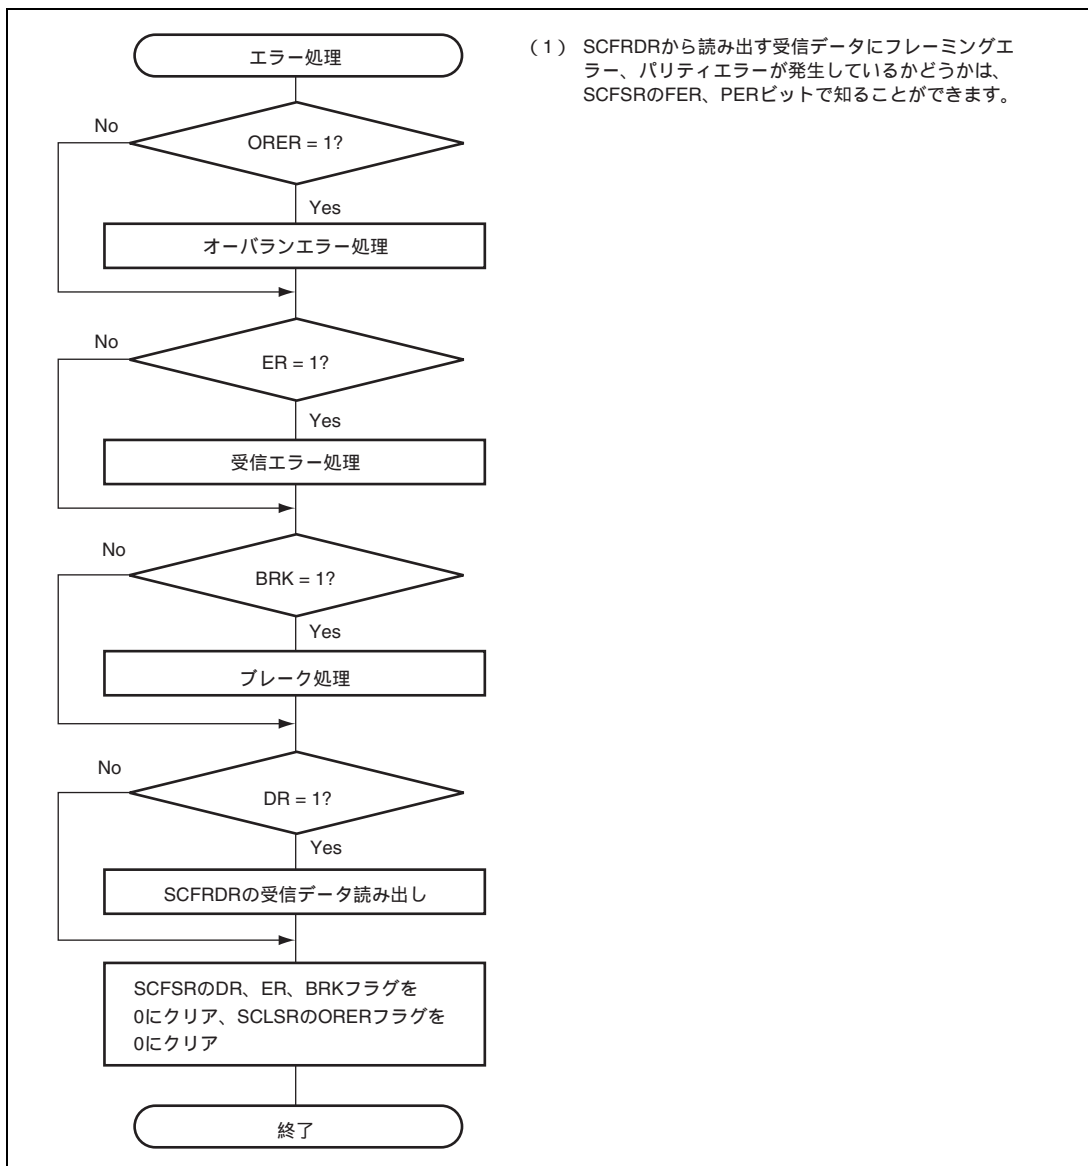 エラー処理
(1) SCFRDRから読み出す受信データにフレーミングエ
ラー、パリティエラーが発生しているかどうかは、
SCFSRのFER、PERビットで知ることができます。
No
ORER = 1?
Yes
オーバランエラー処理
No
ER = 1?
Yes
受信エラー処理
No
BRK = 1?
Yes
ブレーク処理
No
DR = 1?
Yes
SCFRDRの受信データ読み出し
SCFSRのDR、ER、BRKフラグを
0にクリア、SCLSRのORERフラグを
0にクリア
終了